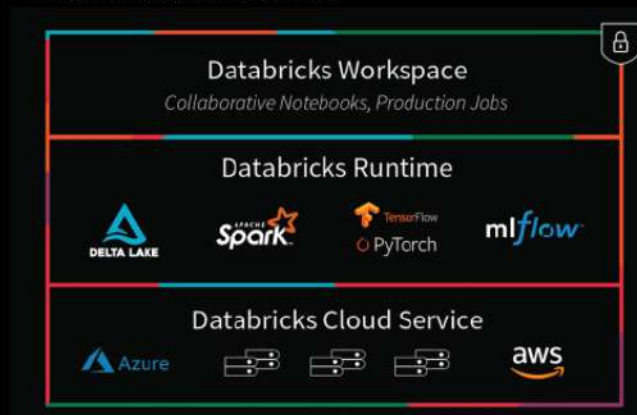 Databricks Workspace
Collaborative Notebooks, Production Jobs
Databricks Runtime
DELTA LAKE
APACHE
Spark™
TensorFlow
PyTorch
mlflow
Databricks Cloud Service
Azure
aws